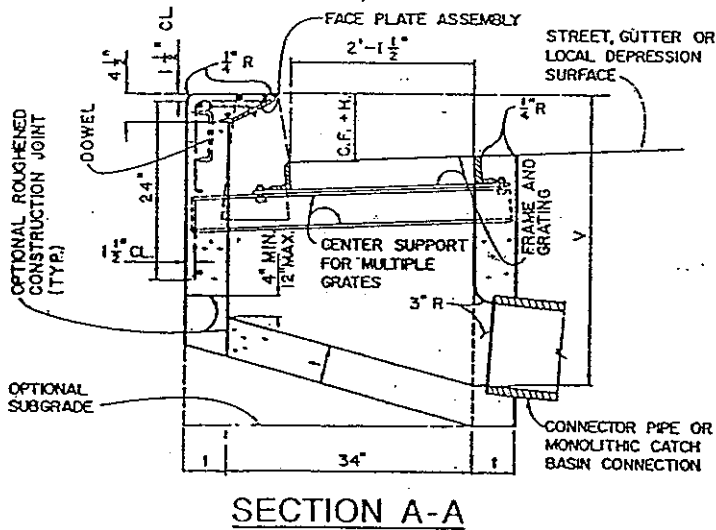 FACE PLATE ASSEMBLY
4 1/2"
1 1/2" CL
1/4" R
2'-1 1/2"
STREET, GUTTER OR
LOCAL DEPRESSION
SURFACE
DOWEL
C.F. + H.
1/4" R
OPTIONAL ROUGHENED
CONSTRUCTION JOINT
(TYP.)
24"
1 1/2" CL
4" MIN.
12" MAX.
CENTER SUPPORT
FOR MULTIPLE
GRATES
FRAME AND
GRATING
V
3" R
OPTIONAL
SUBGRADE
t
CONNECTOR PIPE OR
MONOLITHIC CATCH
BASIN CONNECTION
t
34"
t
SECTION A-A